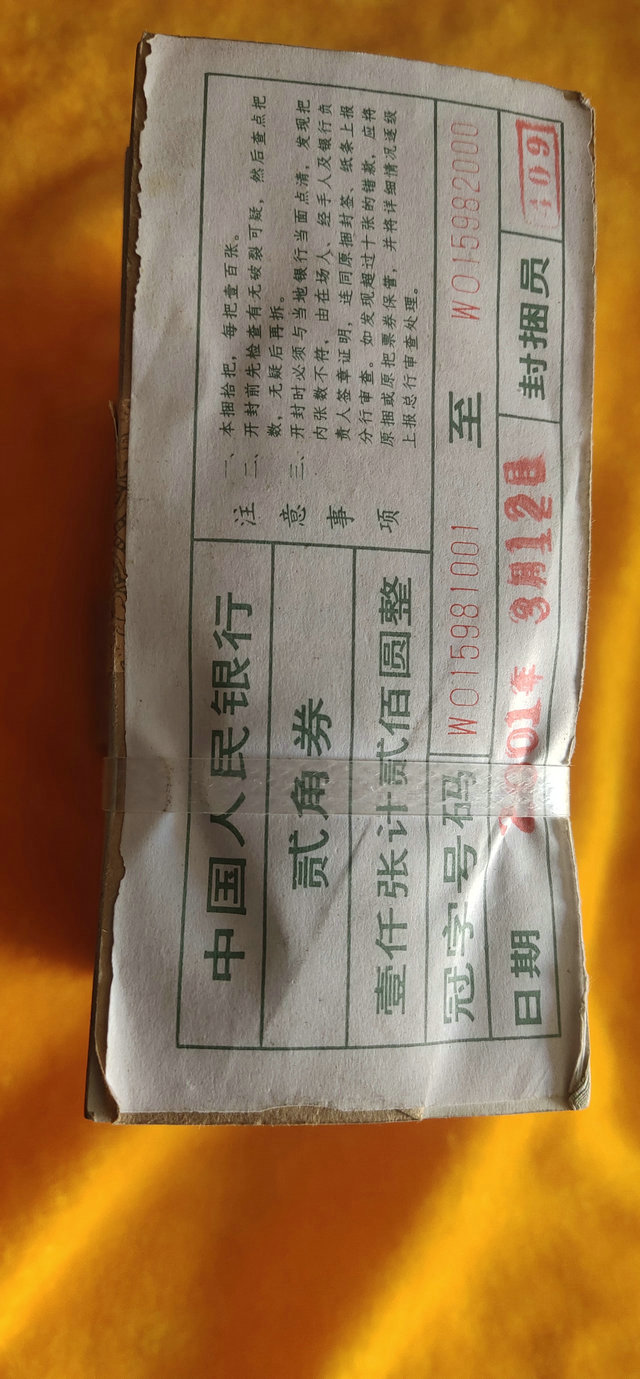 中国人民银行
贰角券
壹仟张计贰佰圆整
注意事项
一、本捆拾把，每把壹百张。
二、开封前先检查有无破裂可疑，然后查点把
数，无疑后再拆。
三、开封时必须与当地银行当面点清，发现把
内张数不符，由在场人、经手人及银行负
责人签章证明，连同原捆封签、纸条上报
分行审查。如发现超过十张的错款，应将
原捆或原把票券保管，并将详细情况逐级
上报总行审查处理。
冠字号码 WO15981001 至 WO15982000
日期 2001年 3月12日 封捆员 409